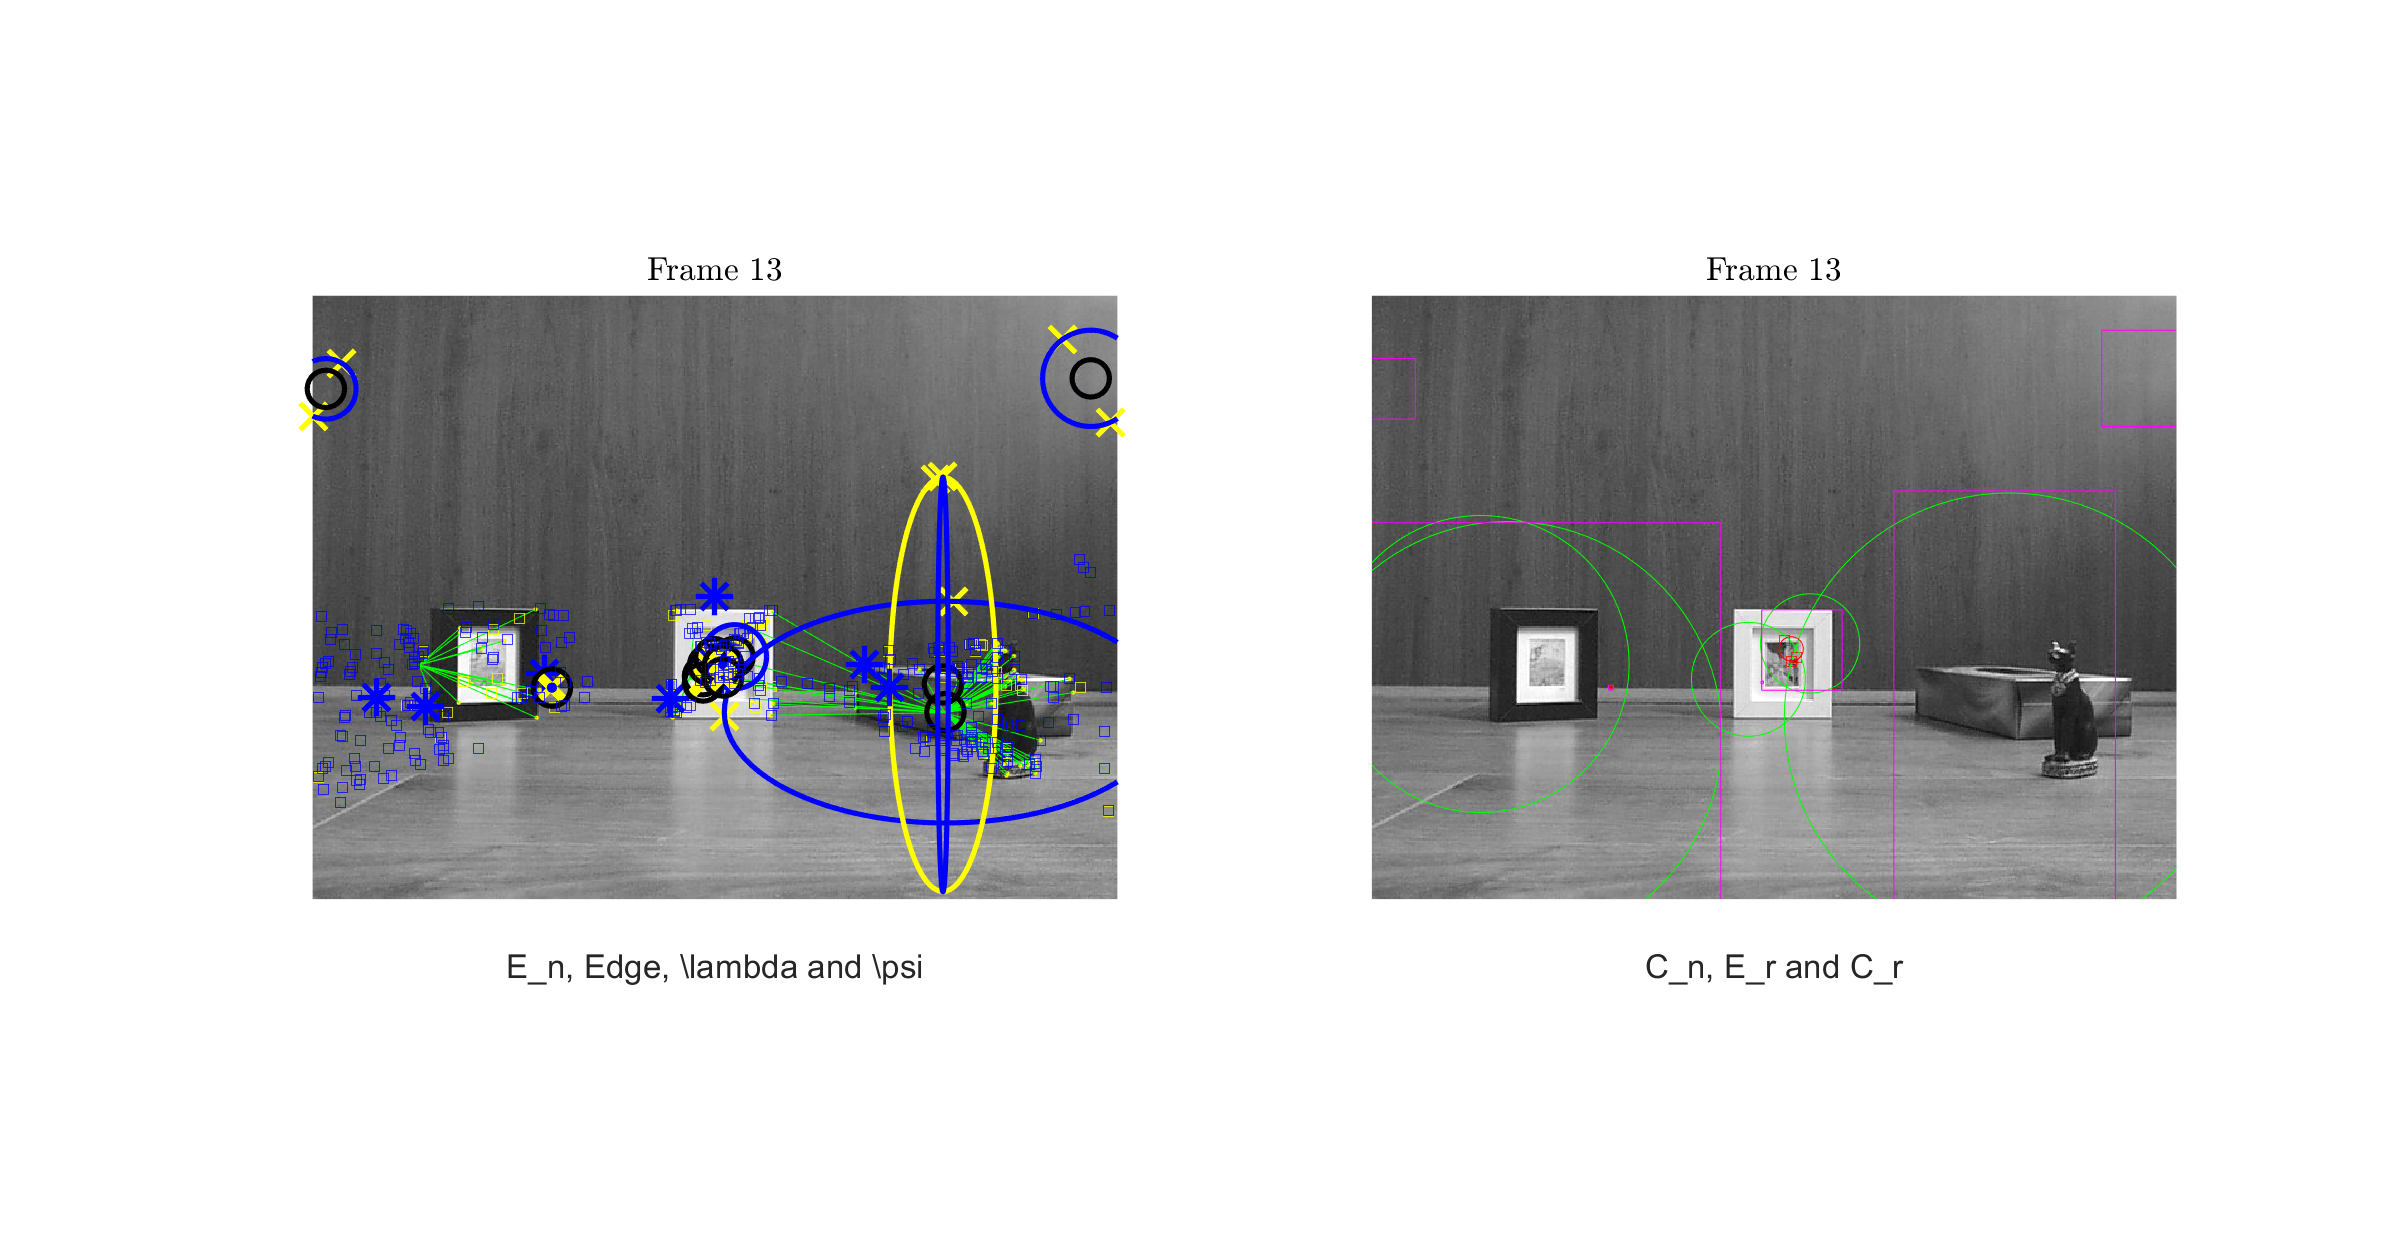 Frame 13
Frame 13
E_n, Edge, \lambda and \psi
C_n, E_r and C_r